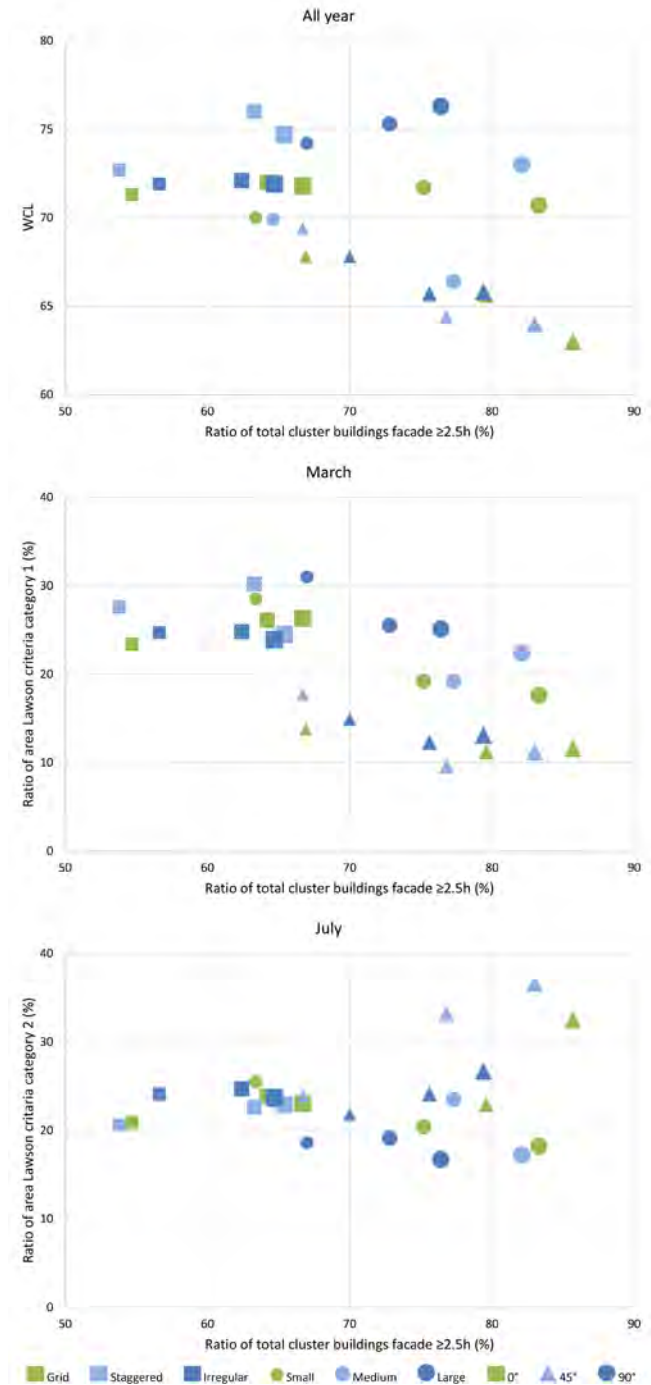 All year
80
75
WCL
70
65
60
50 60 70 80 90
Ratio of total cluster buildings facade ≥2.5h (%)
March
40
30
Ratio of area Lawson criteria category 1 (%)
20
10
0
50 60 70 80 90
Ratio of total cluster buildings facade ≥2.5h (%)
July
40
30
Ratio of area Lawson critaria category 2 (%)
20
10
0
50 60 70 80 90
Ratio of total cluster buildings facade ≥2.5h (%)
Grid Staggered Irregular Small Medium Large 0° 45° 90°